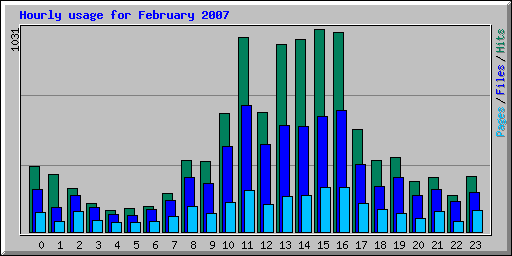 Hourly usage for February 2007
1031
Pages/Files/Hits
0 1 2 3 4 5 6 7 8 9 10 11 12 13 14 15 16 17 18 19 20 21 22 23